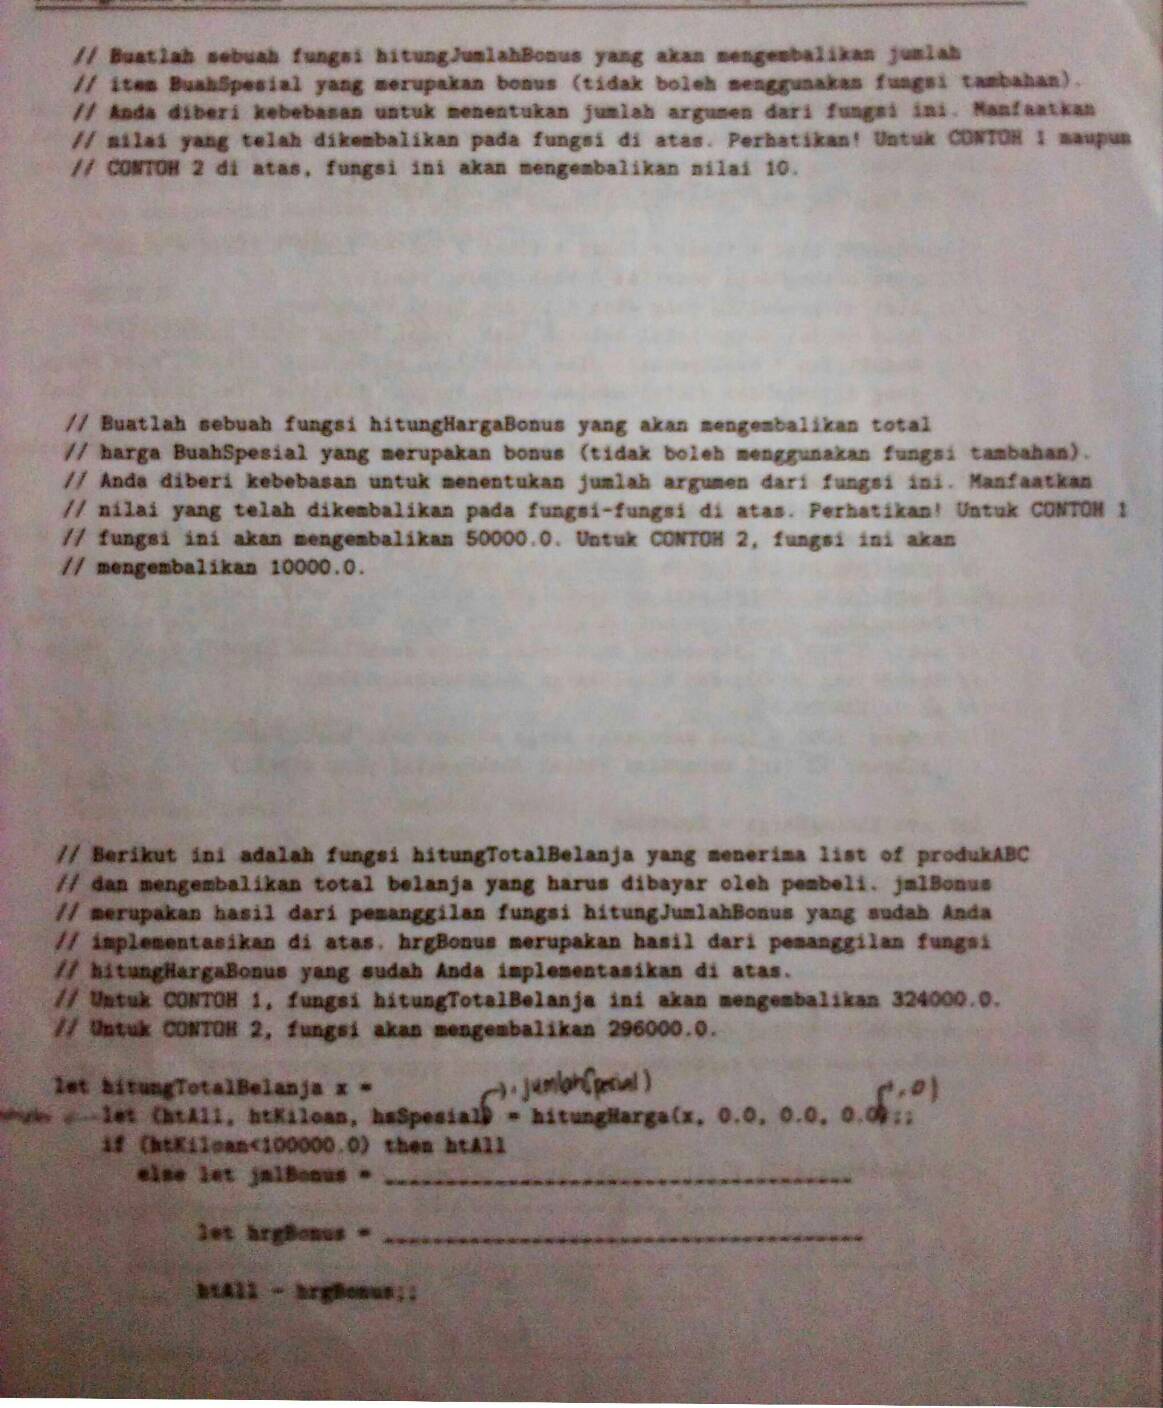 // Buatlah sebuah fungsi hitungJumlahBonus yang akan mengembalikan jumlah
// item BuahSpesial yang merupakan bonus (tidak boleh menggunakan fungsi tambahan).
// Anda diberi kebebasan untuk menentukan jumlah argumen dari fungsi ini. Manfaatkan
// nilai yang telah dikembalikan pada fungsi di atas. Perhatikan! Untuk CONTOH 1 maupun
// CONTOH 2 di atas, fungsi ini akan mengembalikan nilai 10.
// Buatlah sebuah fungsi hitungHargaBonus yang akan mengembalikan total
// harga BuahSpesial yang merupakan bonus (tidak boleh menggunakan fungsi tambahan).
// Anda diberi kebebasan untuk menentukan jumlah argumen dari fungsi ini. Manfaatkan
// nilai yang telah dikembalikan pada fungsi-fungsi di atas. Perhatikan! Untuk CONTOH 1
// fungsi ini akan mengembalikan 50000.0. Untuk CONTOH 2, fungsi ini akan
// mengembalikan 10000.0.
// Berikut ini adalah fungsi hitungTotalBelanja yang menerima list of produkABC
// dan mengembalikan total belanja yang harus dibayar oleh pembeli. jmlBonus
// merupakan hasil dari pemanggilan fungsi hitungJumlahBonus yang sudah Anda
// implementasikan di atas. hrgBonus merupakan hasil dari pemanggilan fungsi
// hitungHargaBonus yang sudah Anda implementasikan di atas.
// Untuk CONTOH 1, fungsi hitungTotalBelanja ini akan mengembalikan 324000.0.
// Untuk CONTOH 2, fungsi akan mengembalikan 296000.0.
let hitungTotalBelanja x =
, jumlahSpesial)
,0)
let (htAll, htKiloan, hsSpesial) = hitungHarga(x, 0.0, 0.0, 0.0);;
if (htKiloan<100000.0) then htAll
else let jmlBonus = ______________________________
let hrgBonus = ______________________________
htAll - hrgBonus;;